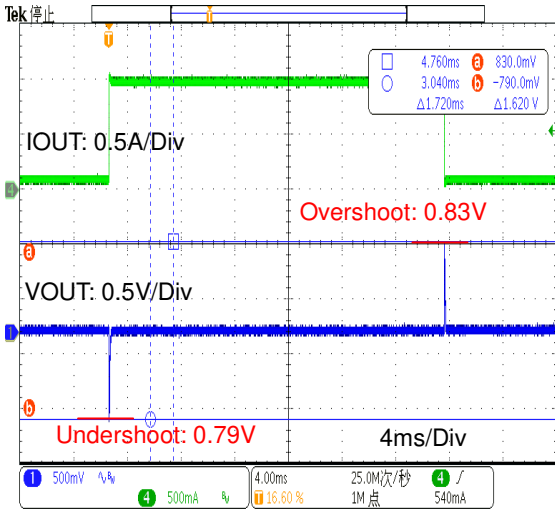 Tek 停止
T
T
4.760ms a 830.0mV
3.040ms b -790.0mV
Δ1.720ms Δ1.620 V
IOUT: 0.5A/Div
4
Overshoot: 0.83V
a
VOUT: 0.5V/Div
1
b
Undershoot: 0.79V
4ms/Div
1 500mV
4.00ms 25.0M次/秒 4
4 500mA
T 16.60 % 1M 点 540mA